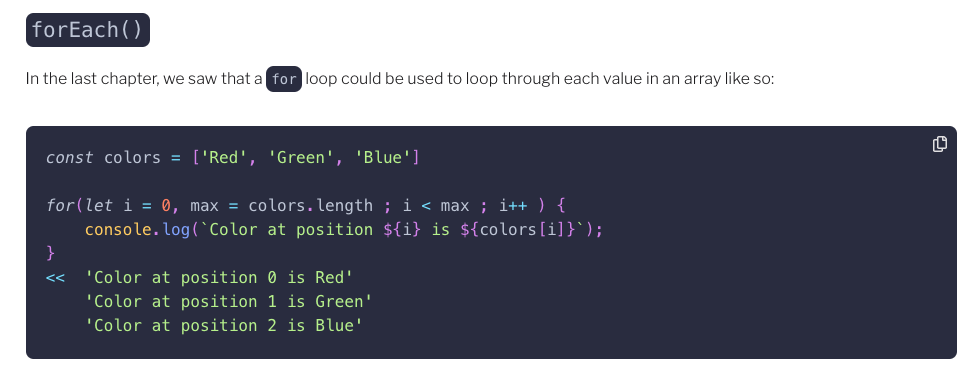 forEach()
In the last chapter, we saw that a for loop could be used to loop through each value in an array like so:
const colors = ['Red', 'Green', 'Blue']
for(let i = 0, max = colors.length ; i < max ; i++ ) {
    console.log(`Color at position ${i} is ${colors[i]}`);
}
<<  'Color at position 0 is Red'
    'Color at position 1 is Green'
    'Color at position 2 is Blue'